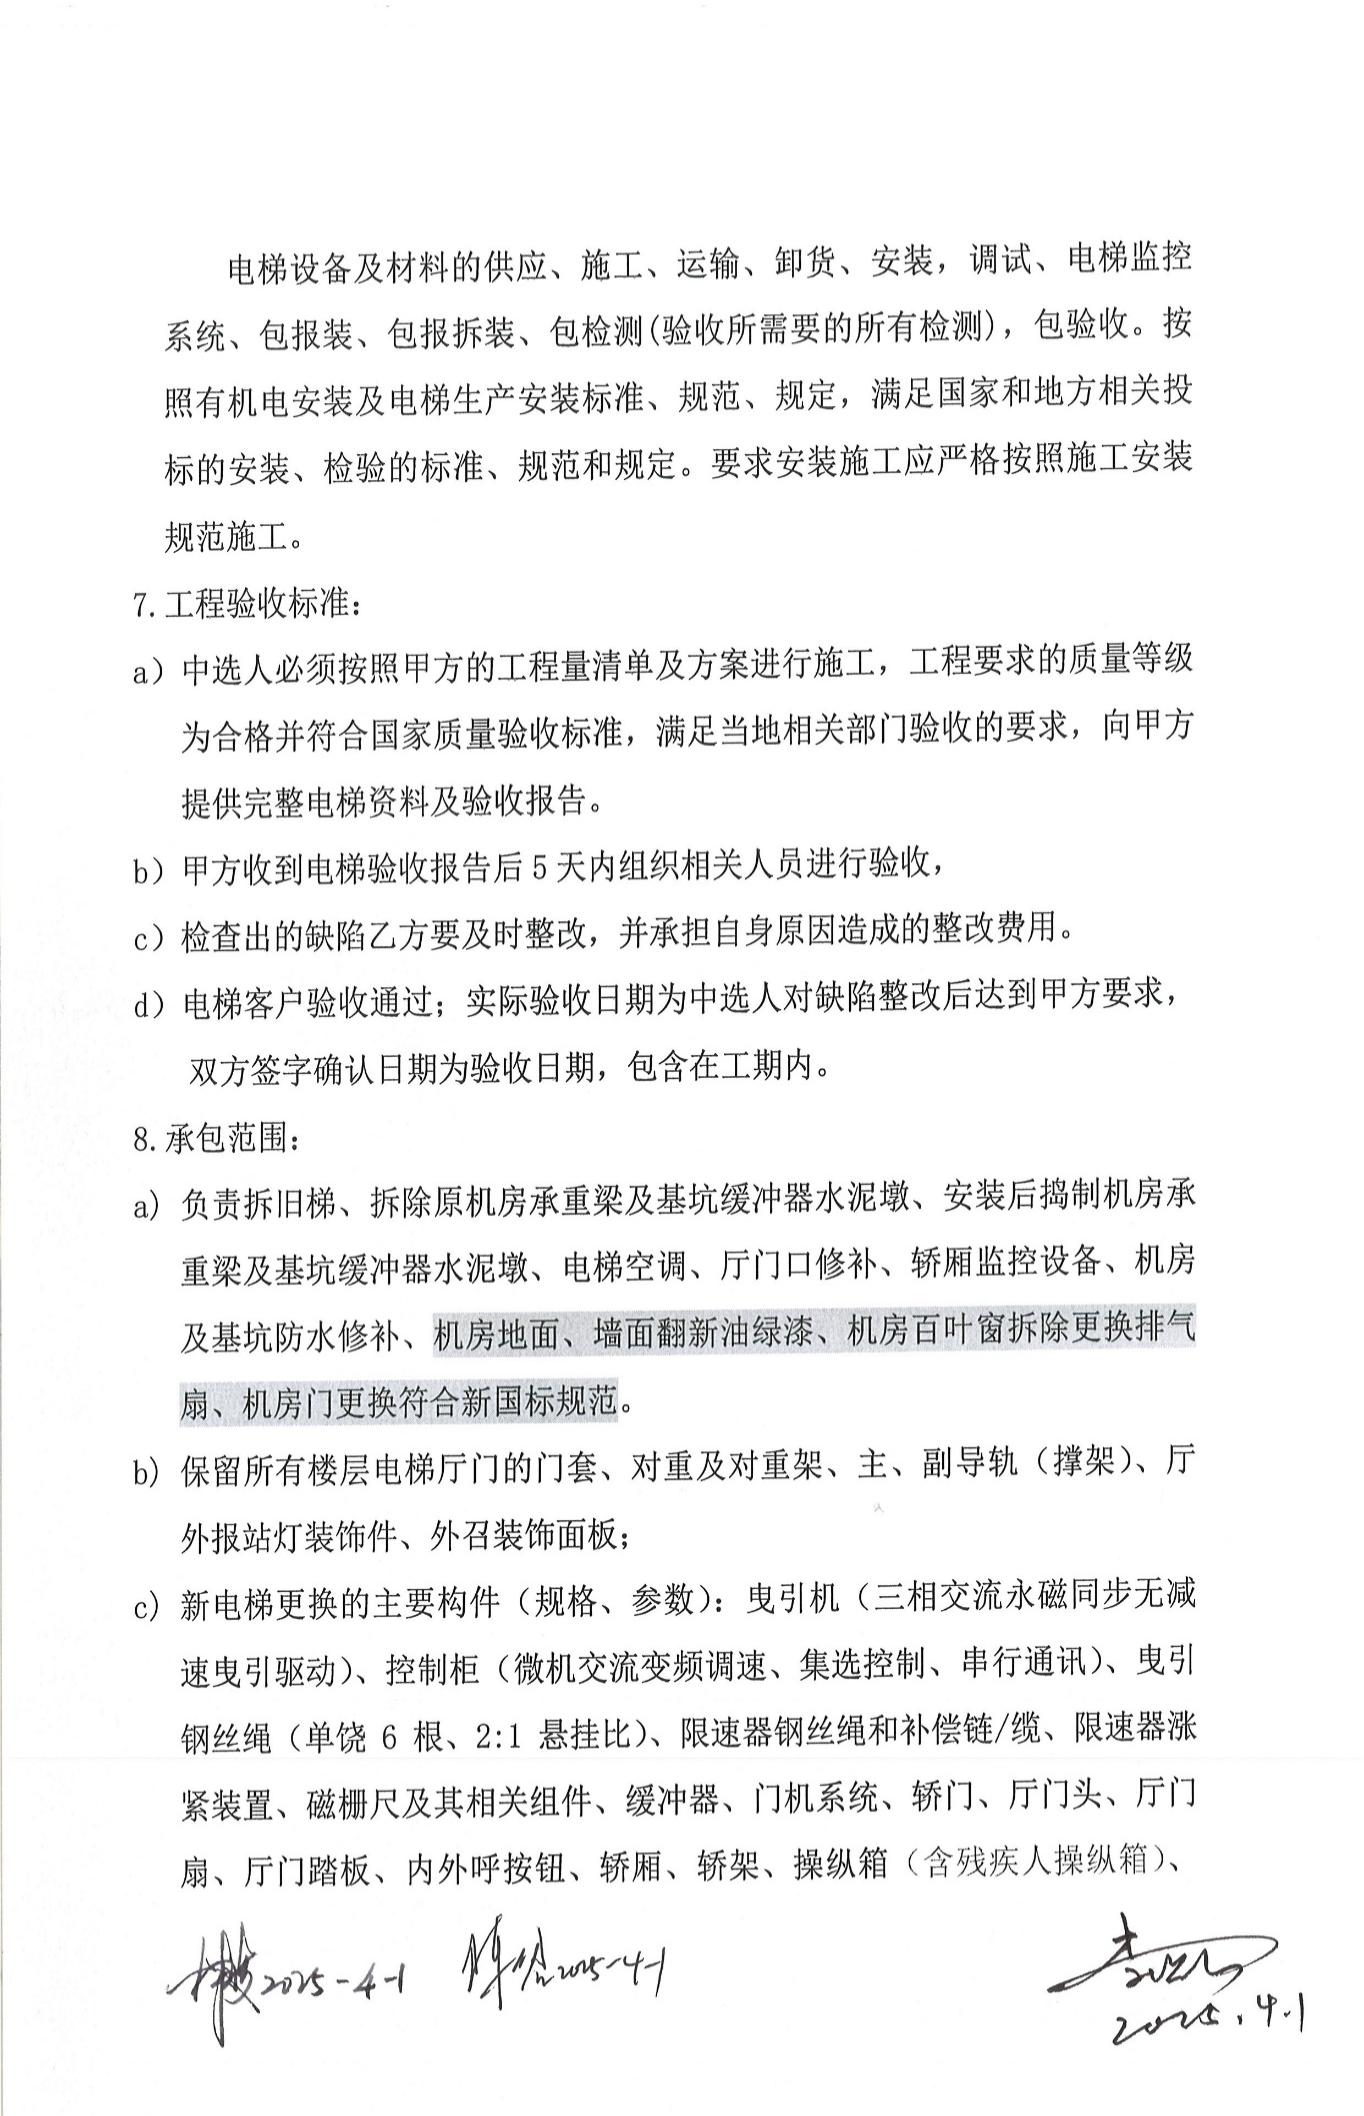 电梯设备及材料的供应、施工、运输、卸货、安装，调试、电梯监控
系统、包报装、包报拆装、包检测(验收所需要的所有检测)，包验收。按
照有机电安装及电梯生产安装标准、规范、规定，满足国家和地方相关投
标的安装、检验的标准、规范和规定。要求安装施工应严格按照施工安装
规范施工。
7.工程验收标准：
a）中选人必须按照甲方的工程量清单及方案进行施工，工程要求的质量等级
为合格并符合国家质量验收标准，满足当地相关部门验收的要求，向甲方
提供完整电梯资料及验收报告。
b）甲方收到电梯验收报告后 5 天内组织相关人员进行验收，
c）检查出的缺陷乙方要及时整改，并承担自身原因造成的整改费用。
d）电梯客户验收通过；实际验收日期为中选人对缺陷整改后达到甲方要求，
双方签字确认日期为验收日期，包含在工期内。
8.承包范围：
a) 负责拆旧梯、拆除原机房承重梁及基坑缓冲器水泥墩、安装后捣制机房承
重梁及基坑缓冲器水泥墩、电梯空调、厅门口修补、轿厢监控设备、机房
及基坑防水修补、机房地面、墙面翻新油绿漆、机房百叶窗拆除更换排气
扇、机房门更换符合新国标规范。
b) 保留所有楼层电梯厅门的门套、对重及对重架、主、副导轨（撑架）、厅
外报站灯装饰件、外召装饰面板；
c) 新电梯更换的主要构件（规格、参数）：曳引机（三相交流永磁同步无减
速曳引驱动）、控制柜（微机交流变频调速、集选控制、串行通讯）、曳引
钢丝绳（单饶 6 根、2:1 悬挂比）、限速器钢丝绳和补偿链/缆、限速器涨
紧装置、磁栅尺及其相关组件、缓冲器、门机系统、轿门、厅门头、厅门
扇、厅门踏板、内外呼按钮、轿厢、轿架、操纵箱（含残疾人操纵箱）、
2025-4-1 2025-4-1
2025.4.1